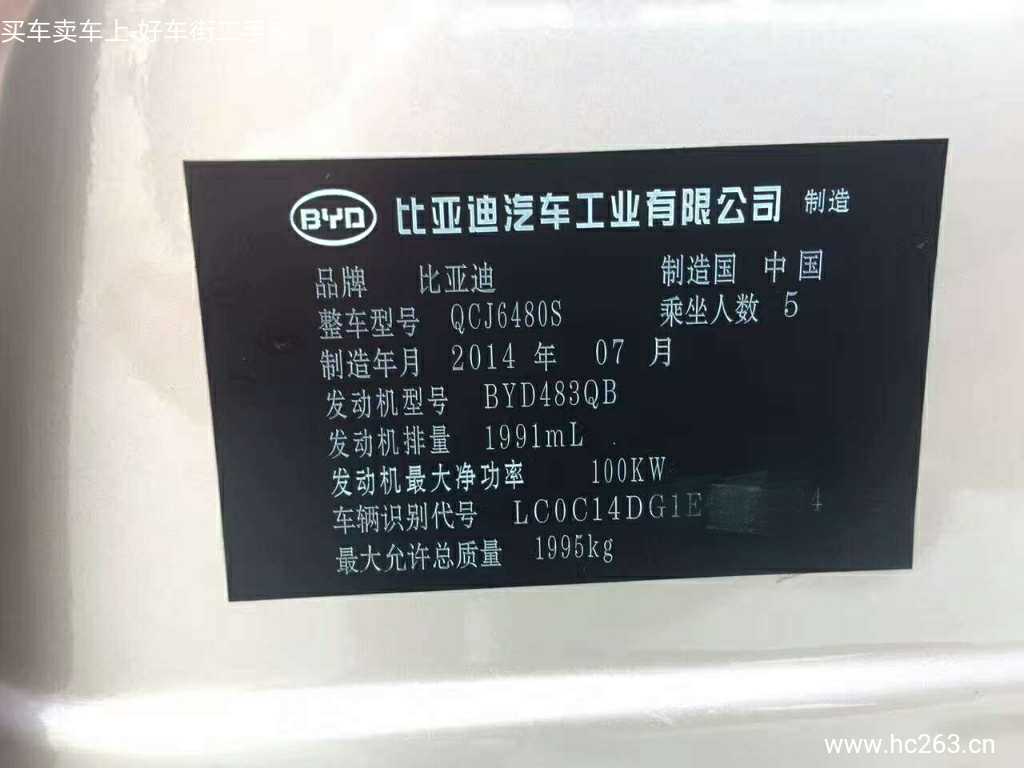 买车卖车上-好车街二手
BYD 比亚迪汽车工业有限公司 制造
品牌 比亚迪 制造国 中国
整车型号 QCJ6480S 乘坐人数 5
制造年月 2014 年 07 月
发动机型号 BYD483QB
发动机排量 1991mL
发动机最大净功率 100KW
车辆识别代号 LC0C14DG1E 4
最大允许总质量 1995kg
www.hc263.cn